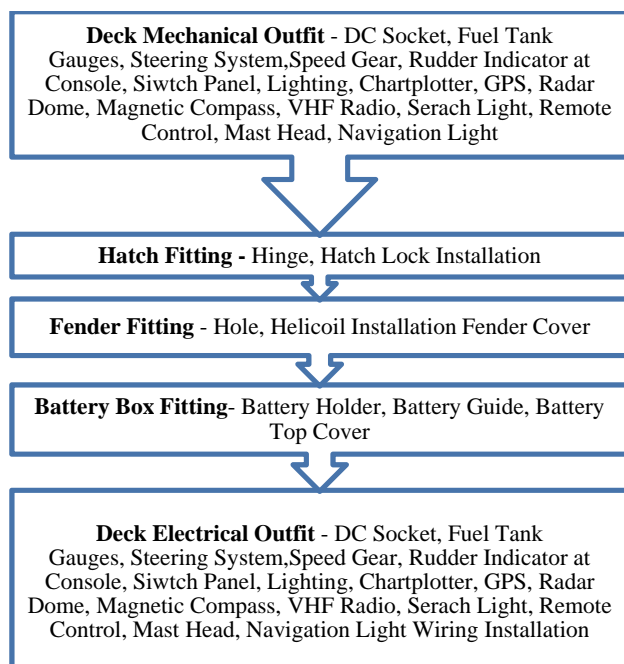 Deck Mechanical Outfit - DC Socket, Fuel Tank
Gauges, Steering System,Speed Gear, Rudder Indicator at
Console, Siwtch Panel, Lighting, Chartplotter, GPS, Radar
Dome, Magnetic Compass, VHF Radio, Serach Light, Remote
Control, Mast Head, Navigation Light
Hatch Fitting - Hinge, Hatch Lock Installation
Fender Fitting - Hole, Helicoil Installation Fender Cover
Battery Box Fitting- Battery Holder, Battery Guide, Battery
Top Cover
Deck Electrical Outfit - DC Socket, Fuel Tank
Gauges, Steering System,Speed Gear, Rudder Indicator at
Console, Siwtch Panel, Lighting, Chartplotter, GPS, Radar
Dome, Magnetic Compass, VHF Radio, Serach Light, Remote
Control, Mast Head, Navigation Light Wiring Installation